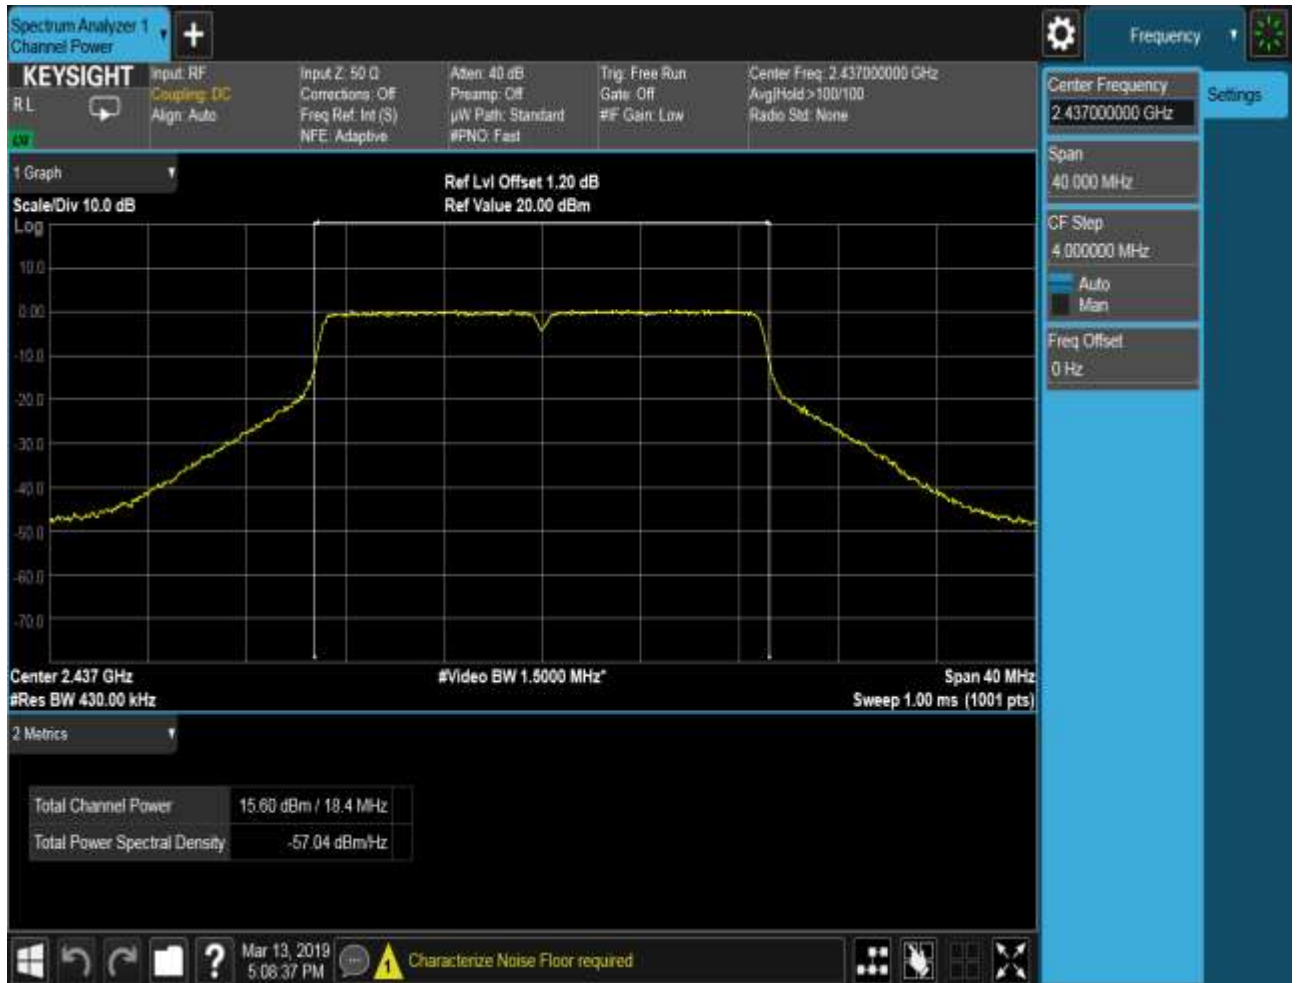 Spectrum Analyzer 1
Channel Power
Frequency
KEYSIGHT
R L
Input: RF
Coupling: DC
Align: Auto
Input Z: 50 Ω
Corrections: Off
Freq Ref: Int (S)
NFE: Adaptive
Atten: 40 dB
Preamp: Off
µW Path: Standard
#PNO: Fast
Trig: Free Run
Gate: Off
#IF Gain: Low
Center Freq: 2.437000000 GHz
Avg|Hold:>100/100
Radio Std: None
Center Frequency
2.437000000 GHz
Settings
Span
40.000 MHz
CF Step
4.000000 MHz
Auto
Man
Freq Offset
0 Hz
1 Graph
Scale/Div 10.0 dB
Ref Lvl Offset 1.20 dB
Ref Value 20.00 dBm
Log
10.0
0.00
-10.0
-20.0
-30.0
-40.0
-50.0
-60.0
-70.0
Center 2.437 GHz
#Video BW 1.5000 MHz*
Span 40 MHz
#Res BW 430.00 kHz
Sweep 1.00 ms (1001 pts)
2 Metrics
Total Channel Power 15.60 dBm / 18.4 MHz
Total Power Spectral Density -57.04 dBm/Hz
?
Mar 13, 2019
5:08:37 PM
1
Characterize Noise Floor required